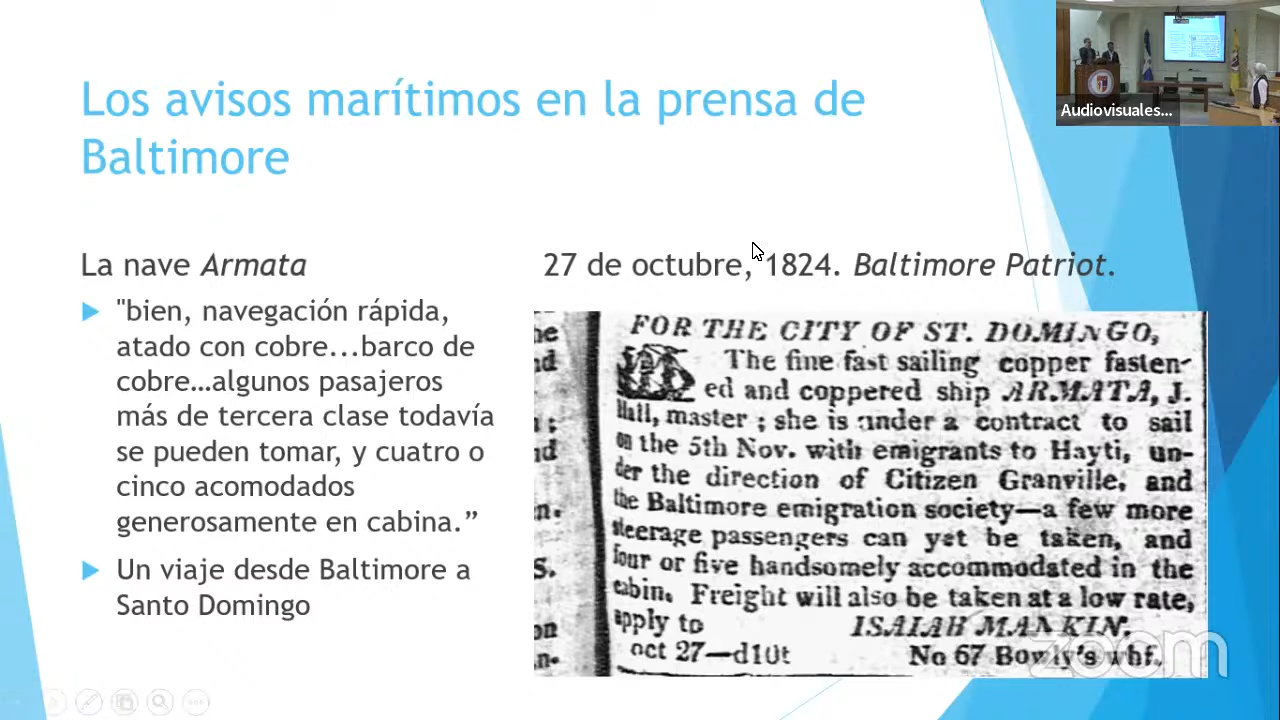 Los avisos marítimos en la prensa de
Baltimore
La nave Armata
"bien, navegación rápida,
atado con cobre...barco de
cobre…algunos pasajeros
más de tercera clase todavía
se pueden tomar, y cuatro o
cinco acomodados
generosamente en cabina.”
Un viaje desde Baltimore a
Santo Domingo
27 de octubre, 1824. Baltimore Patriot.
FOR THE CITY OF ST. DOMINGO,
The fine fast sailing copper fasten-
ed and coppered ship ARMATA, J.
Hall, master ; she is under a contract to sail
on the 5th Nov. with emigrants to Hayti, un-
der the direction of Citizen Granville, and
the Baltimore emigration society—a few more
steerage passengers can yet be taken, and
four or five handsomely accommodated in the
cabin. Freight will also be taken at a low rate,
apply to ISAIAH MANKIN.
oct 27—d10t No 67 Bowly's whf.
Audiovisuales...
zoom